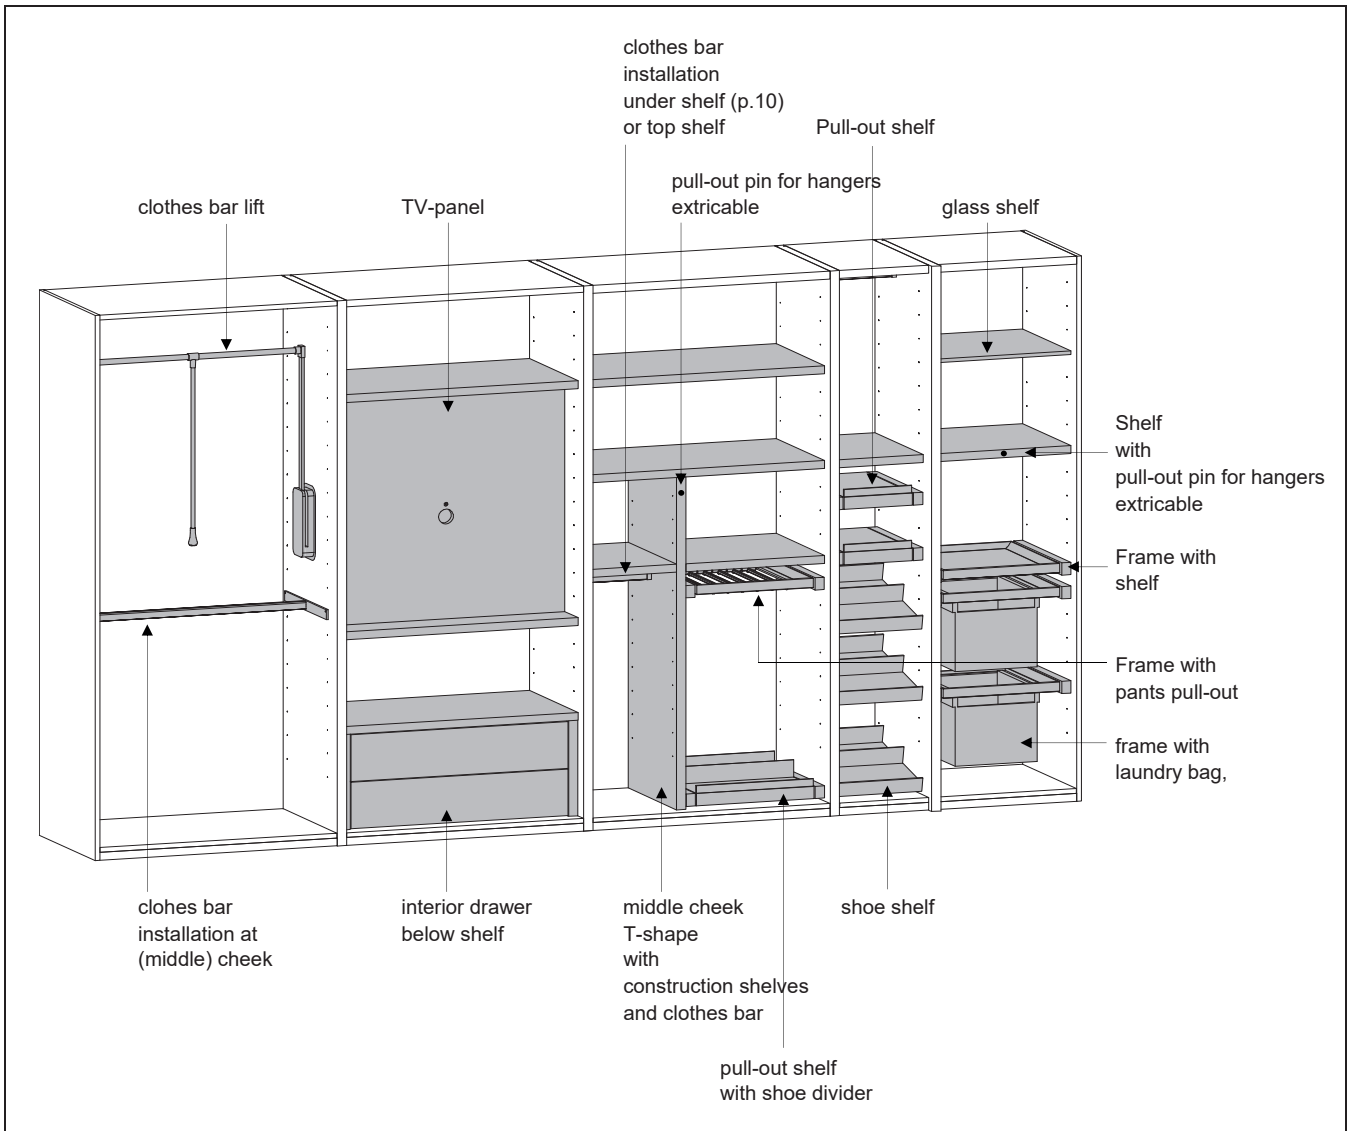 clothes bar
installation
under shelf (p.10)
or top shelf
Pull-out shelf
pull-out pin for hangers
extricable
clothes bar lift
TV-panel
glass shelf
Shelf
with
pull-out pin for hangers
extricable
Frame with
shelf
Frame with
pants pull-out
frame with
laundry bag,
clohes bar
installation at
(middle) cheek
interior drawer
below shelf
middle cheek
T-shape
with
construction shelves
and clothes bar
shoe shelf
pull-out shelf
with shoe divider